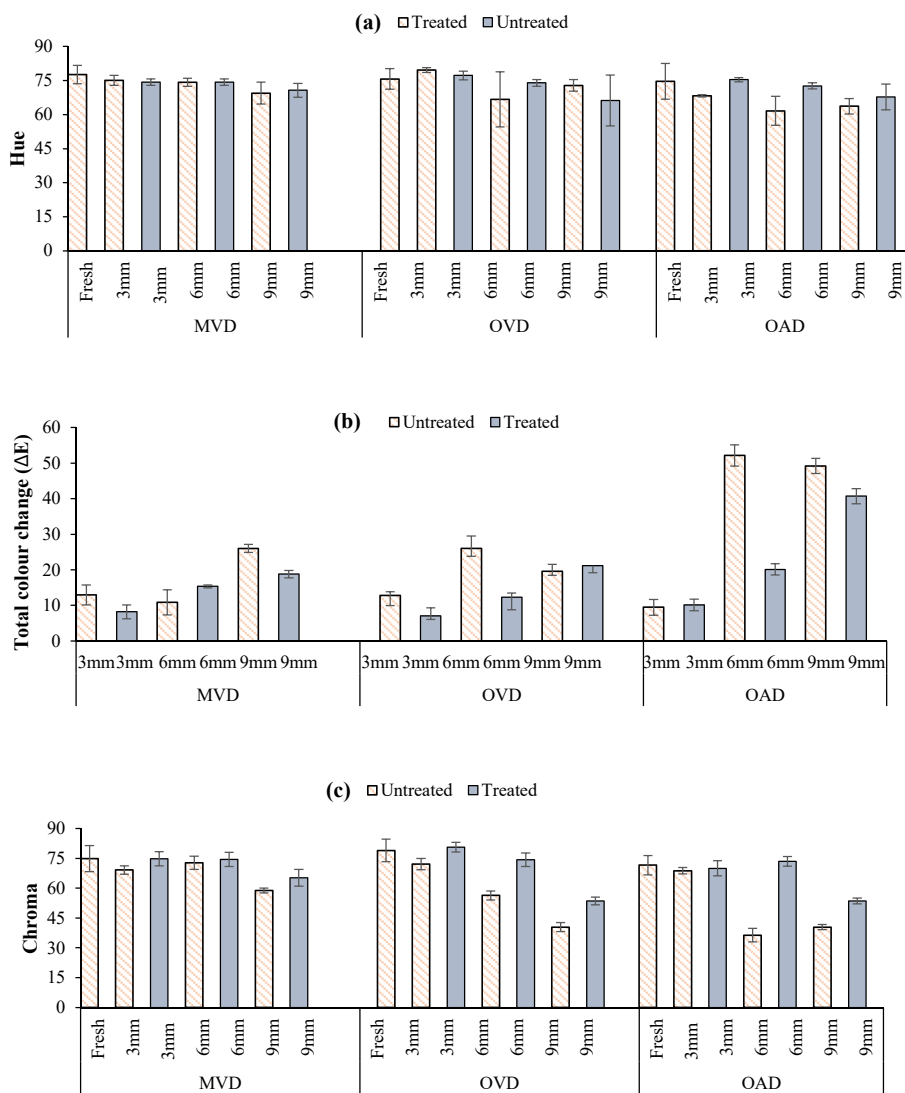 (a)
Treated Untreated
90
75
60
45
30
15
0
Hue
Fresh 3mm 3mm 6mm 6mm 9mm 9mm Fresh 3mm 3mm 6mm 6mm 9mm 9mm Fresh 3mm 3mm 6mm 6mm 9mm 9mm
MVD OVD OAD
(b)
Untreated Treated
60
50
40
30
20
10
0
Total colour change (ΔE)
3mm 3mm 6mm 6mm 9mm 9mm 3mm 3mm 6mm 6mm 9mm 9mm 3mm 3mm 6mm 6mm 9mm 9mm
MVD OVD OAD
(c)
Untreated Treated
90
75
60
45
30
15
0
Chroma
Fresh 3mm 3mm 6mm 6mm 9mm 9mm Fresh 3mm 3mm 6mm 6mm 9mm 9mm Fresh 3mm 3mm 6mm 6mm 9mm 9mm
MVD OVD OAD